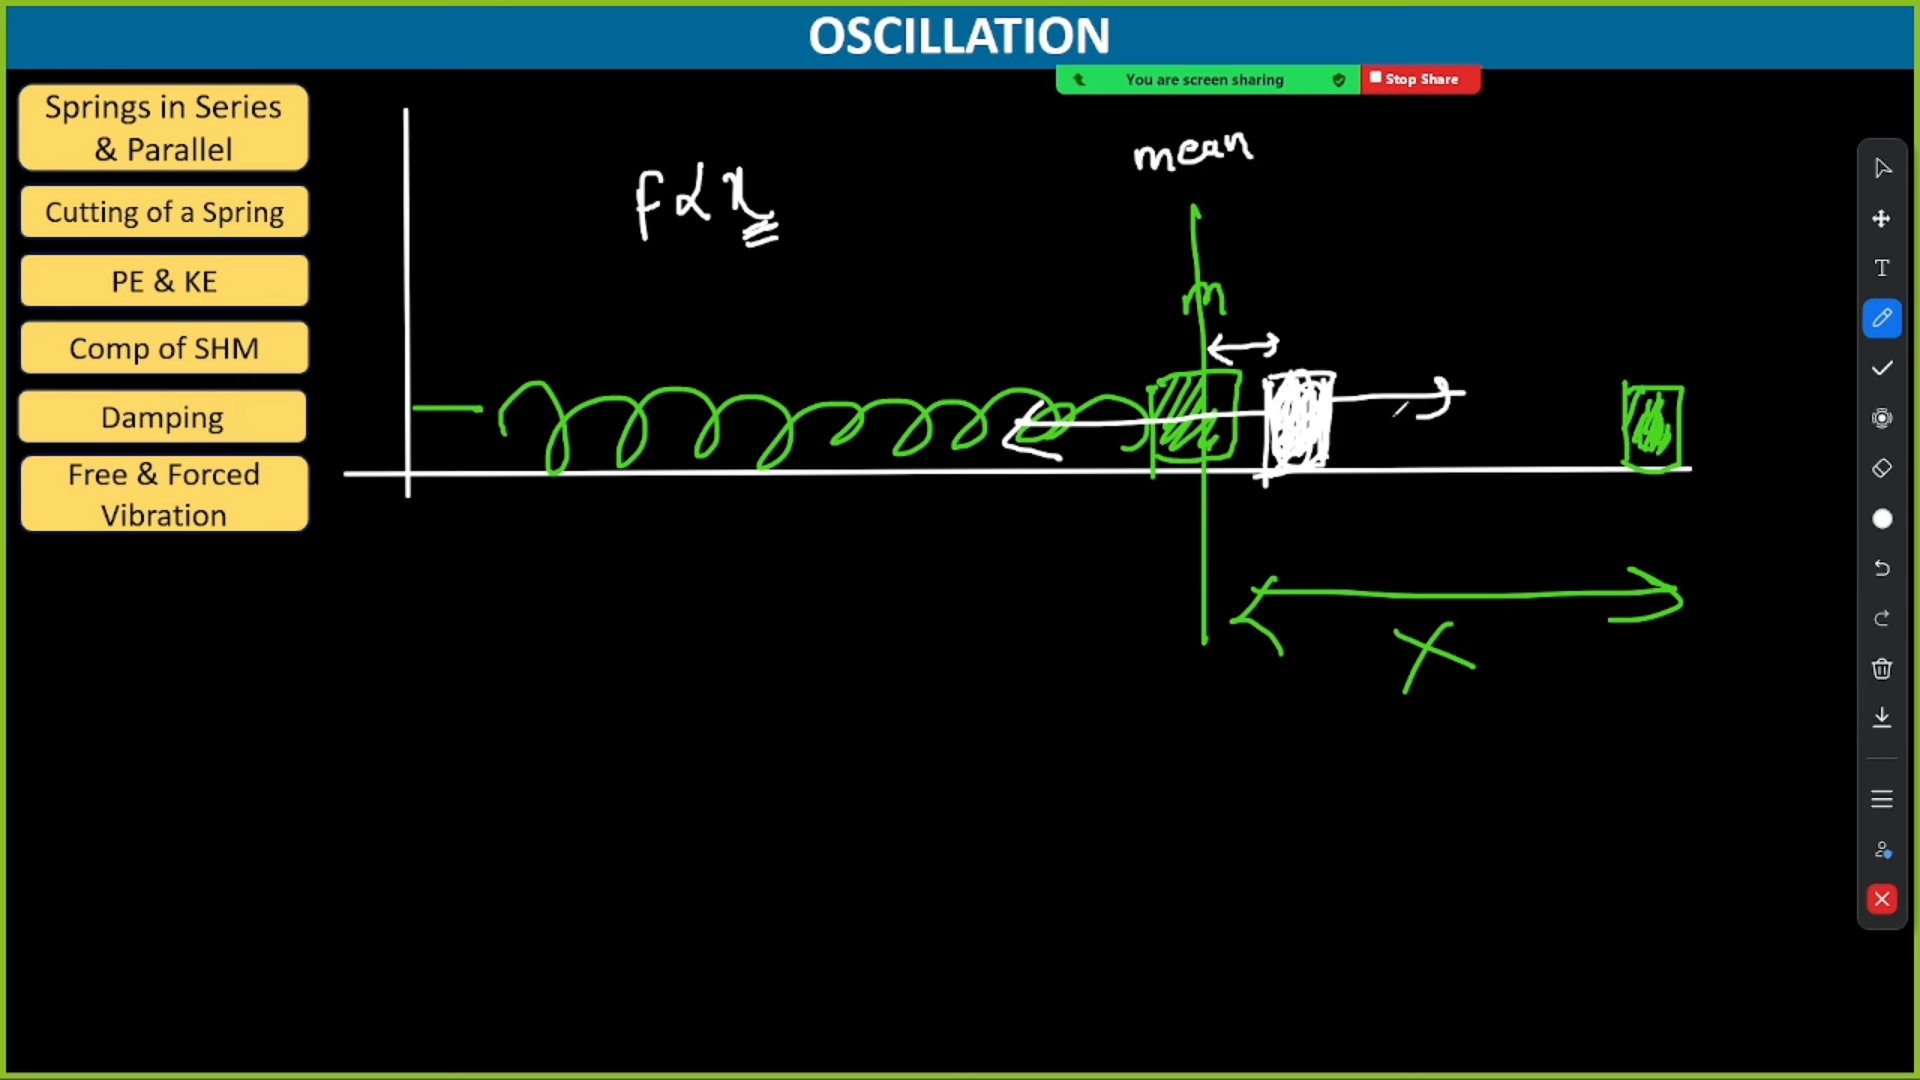 OSCILLATION
You are screen sharing
Stop Share
Springs in Series
& Parallel
Cutting of a Spring
PE & KE
Comp of SHM
Damping
Free & Forced
Vibration
mean
F ∝ x
m
X
T